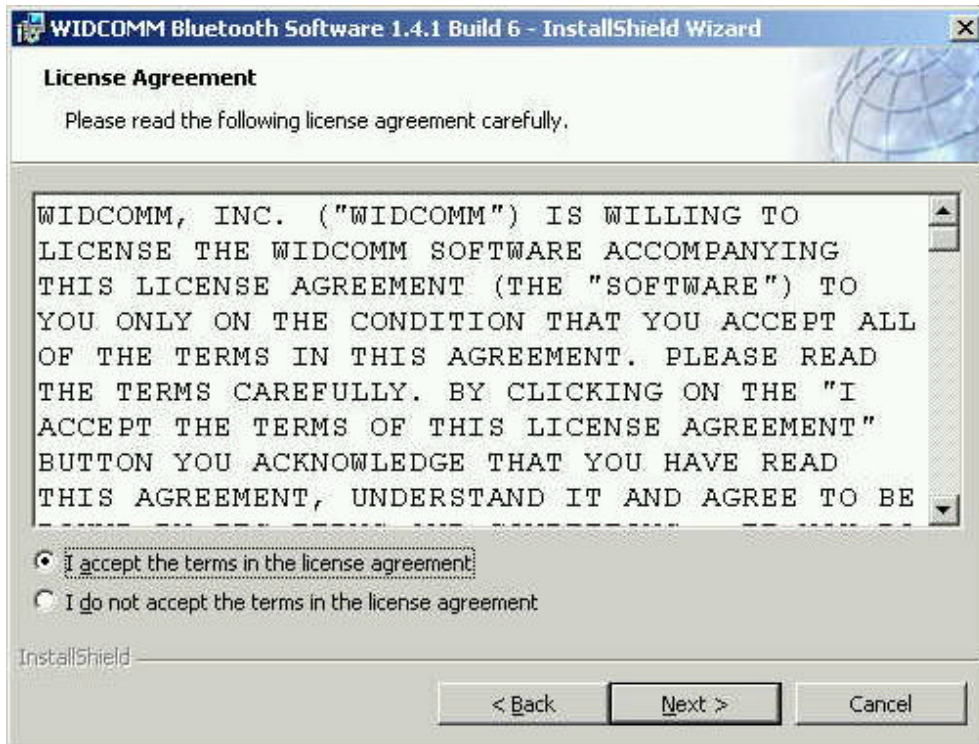 WIDCOMM Bluetooth Software 1.4.1 Build 6 - InstallShield Wizard
License Agreement
Please read the following license agreement carefully.
WIDCOMM, INC. ("WIDCOMM") IS WILLING TO
LICENSE THE WIDCOMM SOFTWARE ACCOMPANYING
THIS LICENSE AGREEMENT (THE "SOFTWARE") TO
YOU ONLY ON THE CONDITION THAT YOU ACCEPT ALL
OF THE TERMS IN THIS AGREEMENT. PLEASE READ
THE TERMS CAREFULLY. BY CLICKING ON THE "I
ACCEPT THE TERMS OF THIS LICENSE AGREEMENT"
BUTTON YOU ACKNOWLEDGE THAT YOU HAVE READ
THIS AGREEMENT, UNDERSTAND IT AND AGREE TO BE
I accept the terms in the license agreement
I do not accept the terms in the license agreement
InstallShield
< Back
Next >
Cancel